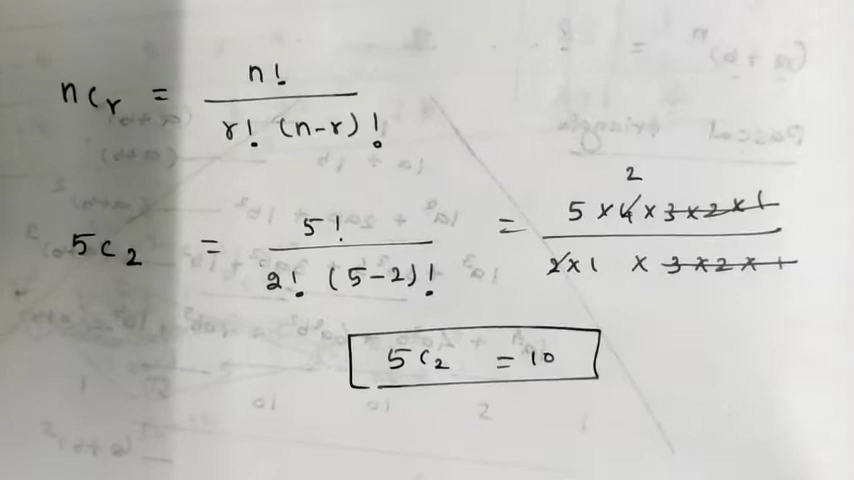 nCr = n! / r! (n-r)!
5C2 = 5! / 2! (5-2)! = 5 × 4 × 3 × 2 × 1 / 2 × 1 × 3 × 2 × 1
2
5C2 = 10